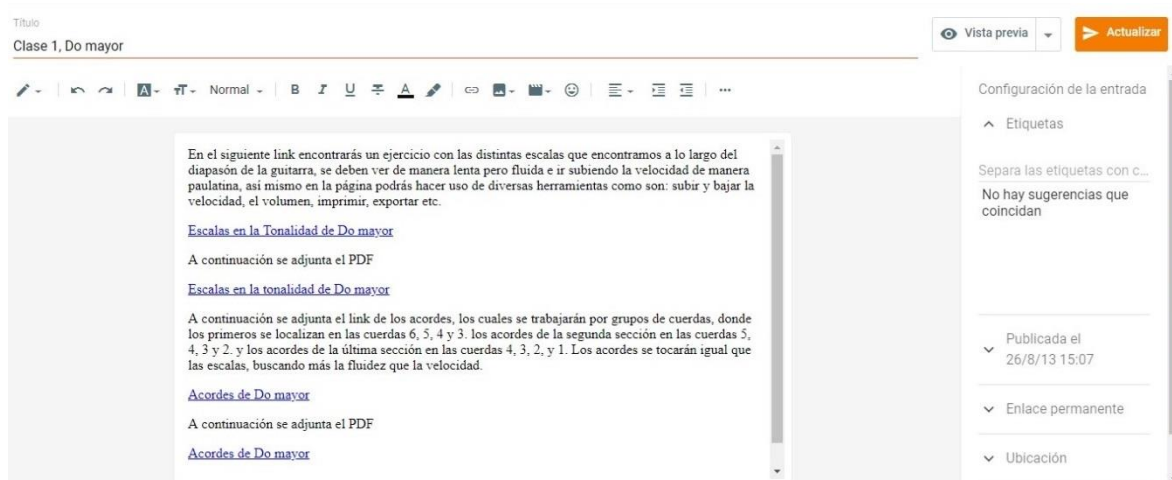 Título
Clase 1, Do mayor
Vista previa
Actualizar
Normal
B I U A
Configuración de la entrada
Etiquetas
Separa las etiquetas con c...
No hay sugerencias que
coincidan
Publicada el
26/8/13 15:07
Enlace permanente
Ubicación
En el siguiente link encontrarás un ejercicio con las distintas escalas que encontramos a lo largo del
diapasón de la guitarra, se deben ver de manera lenta pero fluida e ir subiendo la velocidad de manera
paulatina, así mismo en la página podrás hacer uso de diversas herramientas como son: subir y bajar la
velocidad, el volumen, imprimir, exportar etc.
Escalas en la Tonalidad de Do mayor
A continuación se adjunta el PDF
Escalas en la tonalidad de Do mayor
A continuación se adjunta el link de los acordes, los cuales se trabajarán por grupos de cuerdas, donde
los primeros se localizan en las cuerdas 6, 5, 4 y 3. los acordes de la segunda sección en las cuerdas 5,
4, 3 y 2. y los acordes de la última sección en las cuerdas 4, 3, 2, y 1. Los acordes se tocarán igual que
las escalas, buscando más la fluidez que la velocidad.
Acordes de Do mayor
A continuación se adjunta el PDF
Acordes de Do mayor